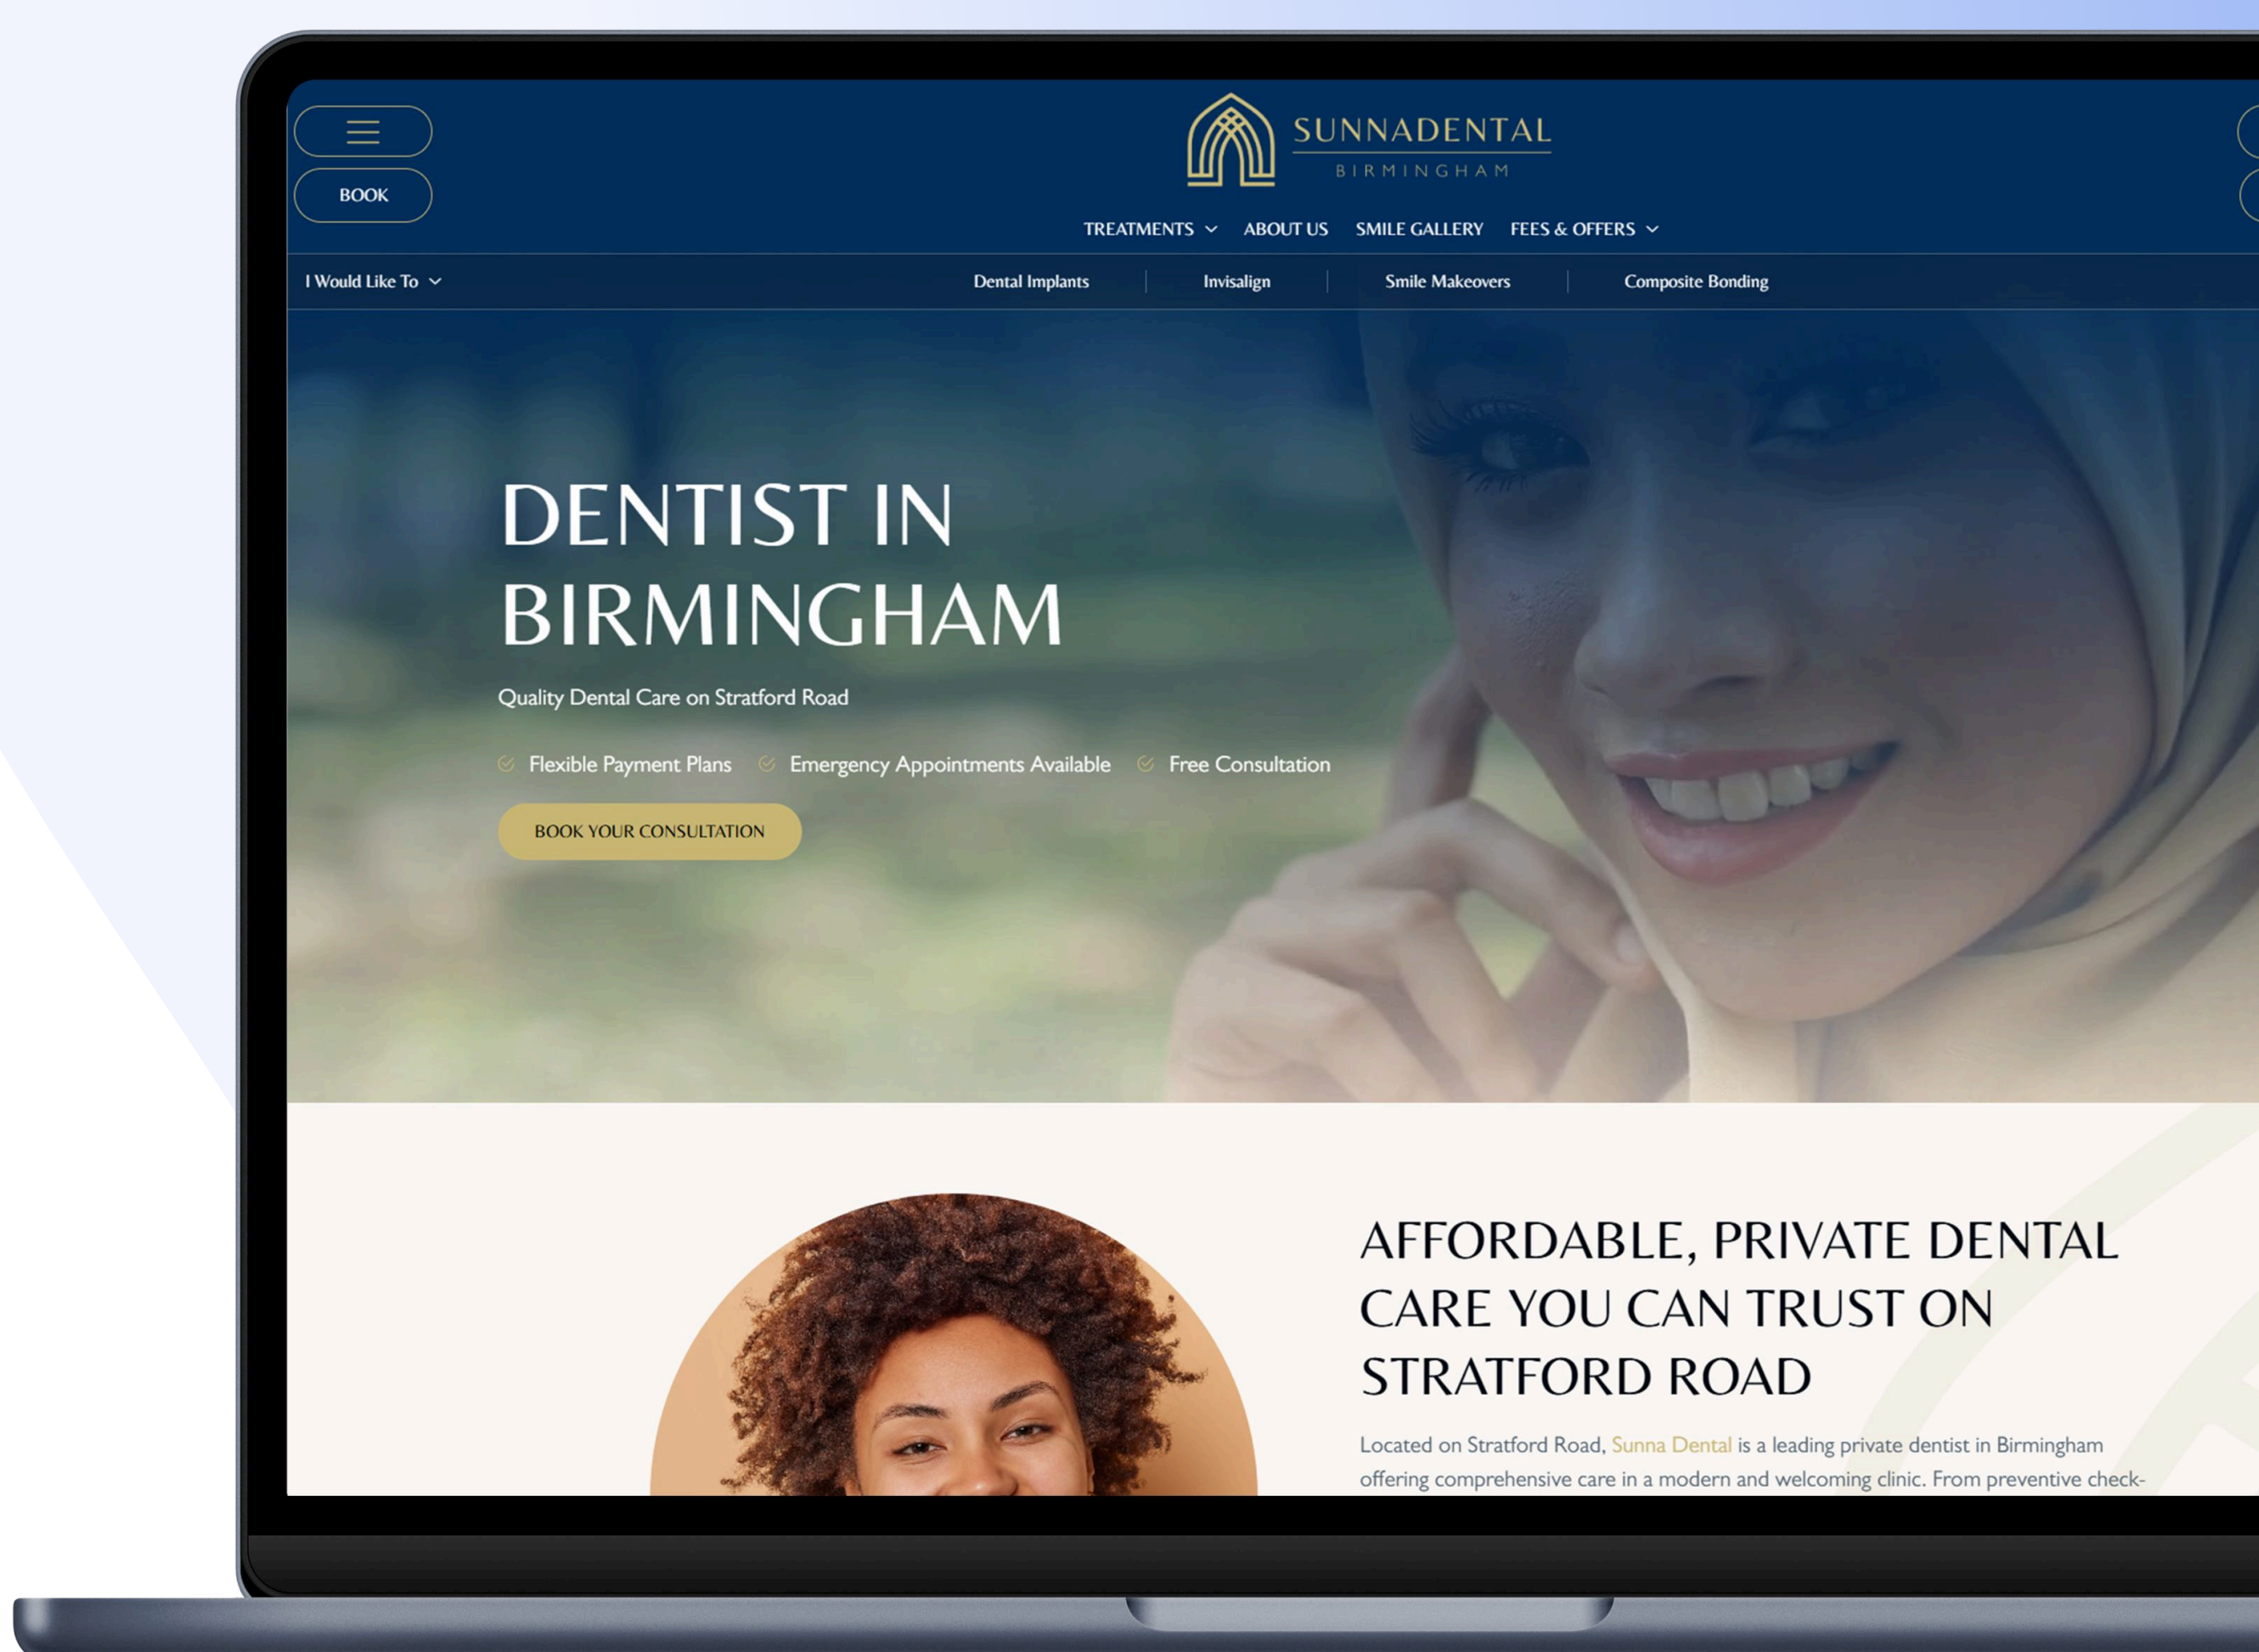 SUNNADENTAL
BIRMINGHAM
BOOK
TREATMENTS ABOUT US SMILE GALLERY FEES & OFFERS
I Would Like To Dental Implants Invisalign Smile Makeovers Composite Bonding
DENTIST IN
BIRMINGHAM
Quality Dental Care on Stratford Road
Flexible Payment Plans Emergency Appointments Available Free Consultation
BOOK YOUR CONSULTATION
AFFORDABLE, PRIVATE DENTAL
CARE YOU CAN TRUST ON
STRATFORD ROAD
Located on Stratford Road, Sunna Dental is a leading private dentist in Birmingham
offering comprehensive care in a modern and welcoming clinic. From preventive check-